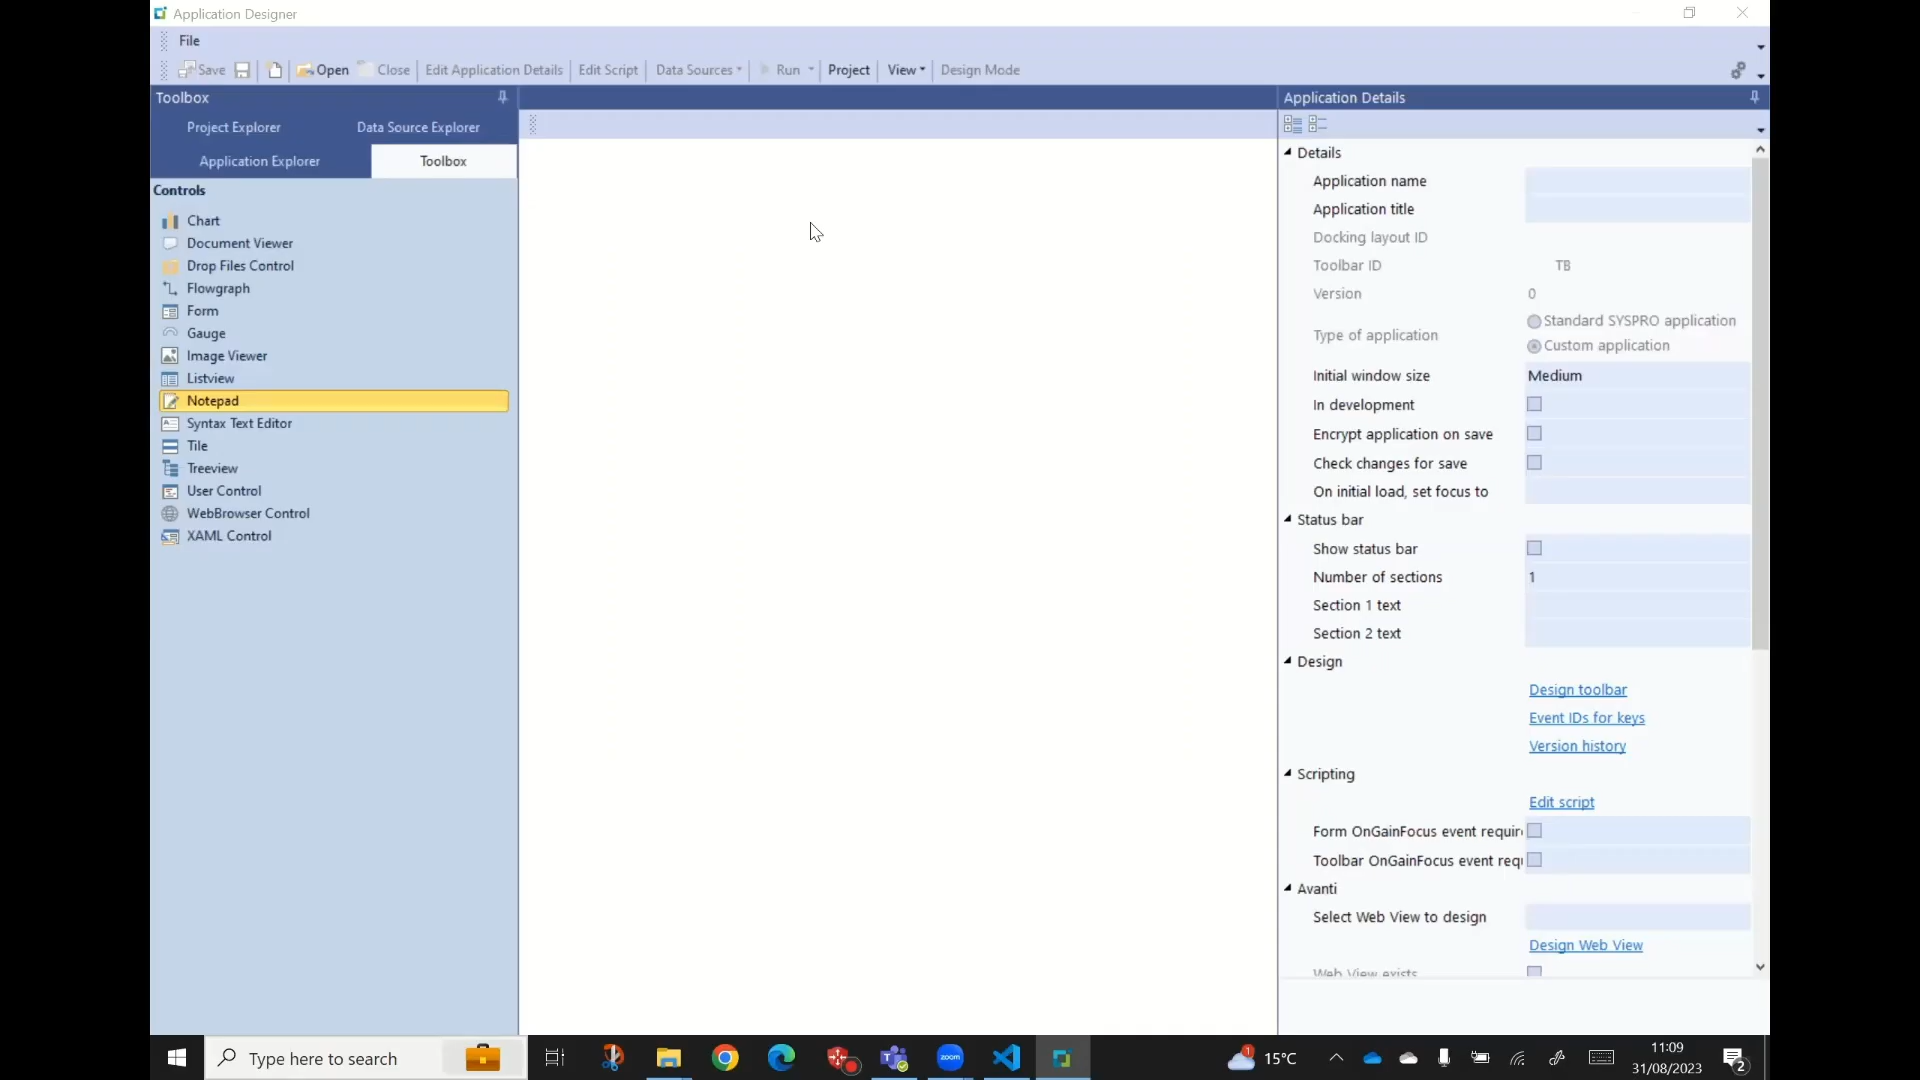 Application Designer
File
Save Open Close Edit Application Details Edit Script Data Sources Run Project View Design Mode
Toolbox
Project Explorer Data Source Explorer
Application Explorer Toolbox
Controls
Chart
Document Viewer
Drop Files Control
Flowgraph
Form
Gauge
Image Viewer
Listview
Notepad
Syntax Text Editor
Tile
Treeview
User Control
WebBrowser Control
XAML Control
Application Details
Details
Application name
Application title
Docking layout ID
Toolbar ID TB
Version 0
Type of application
Standard SYSPRO application
Custom application
Initial window size Medium
In development
Encrypt application on save
Check changes for save
On initial load, set focus to
Status bar
Show status bar
Number of sections 1
Section 1 text
Section 2 text
Design
Design toolbar
Event IDs for keys
Version history
Scripting
Edit script
Form OnGainFocus event requir
Toolbar OnGainFocus event requ
Avanti
Select Web View to design
Design Web View
Web View exists
Type here to search
zoom
1
15°C
11:09
31/08/2023
2